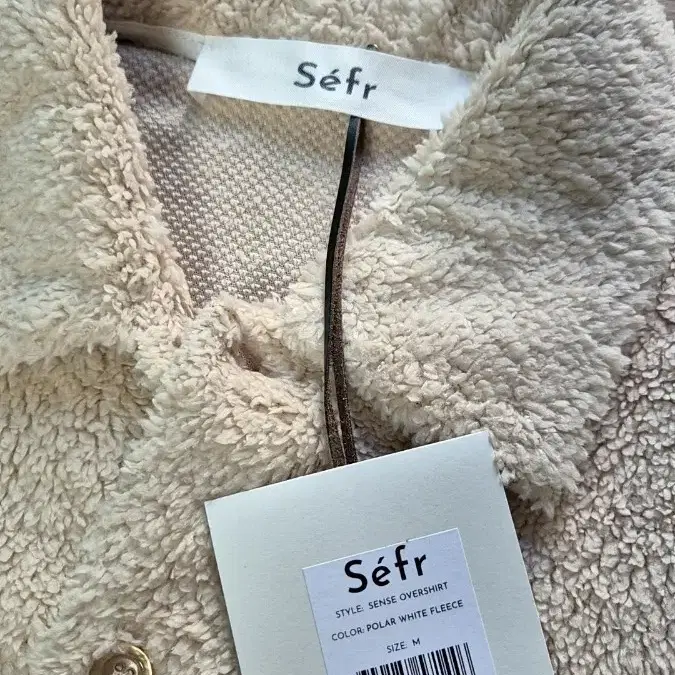 Séfr
Séfr
STYLE: SENSE OVERSHIRT
COLOR: POLAR WHITE FLEECE
SIZE: M